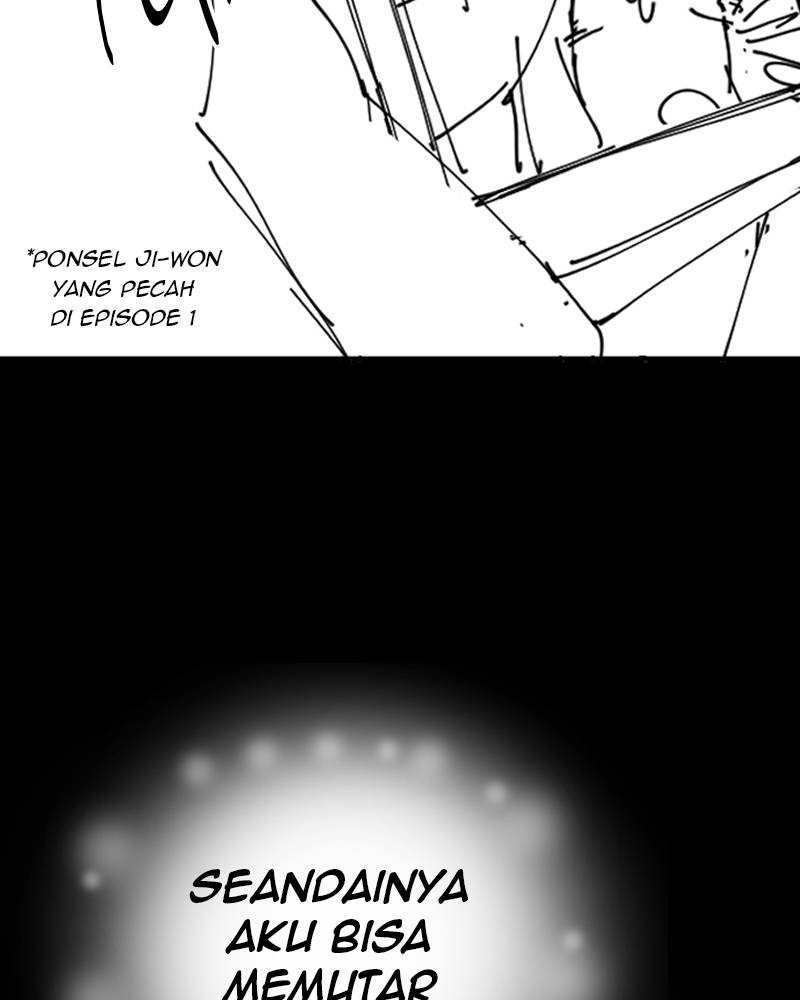 *PONSEL JI-WON
YANG PECAH
DI EPISODE 1
SEANDAINYA
AKU BISA
MEMUTAR